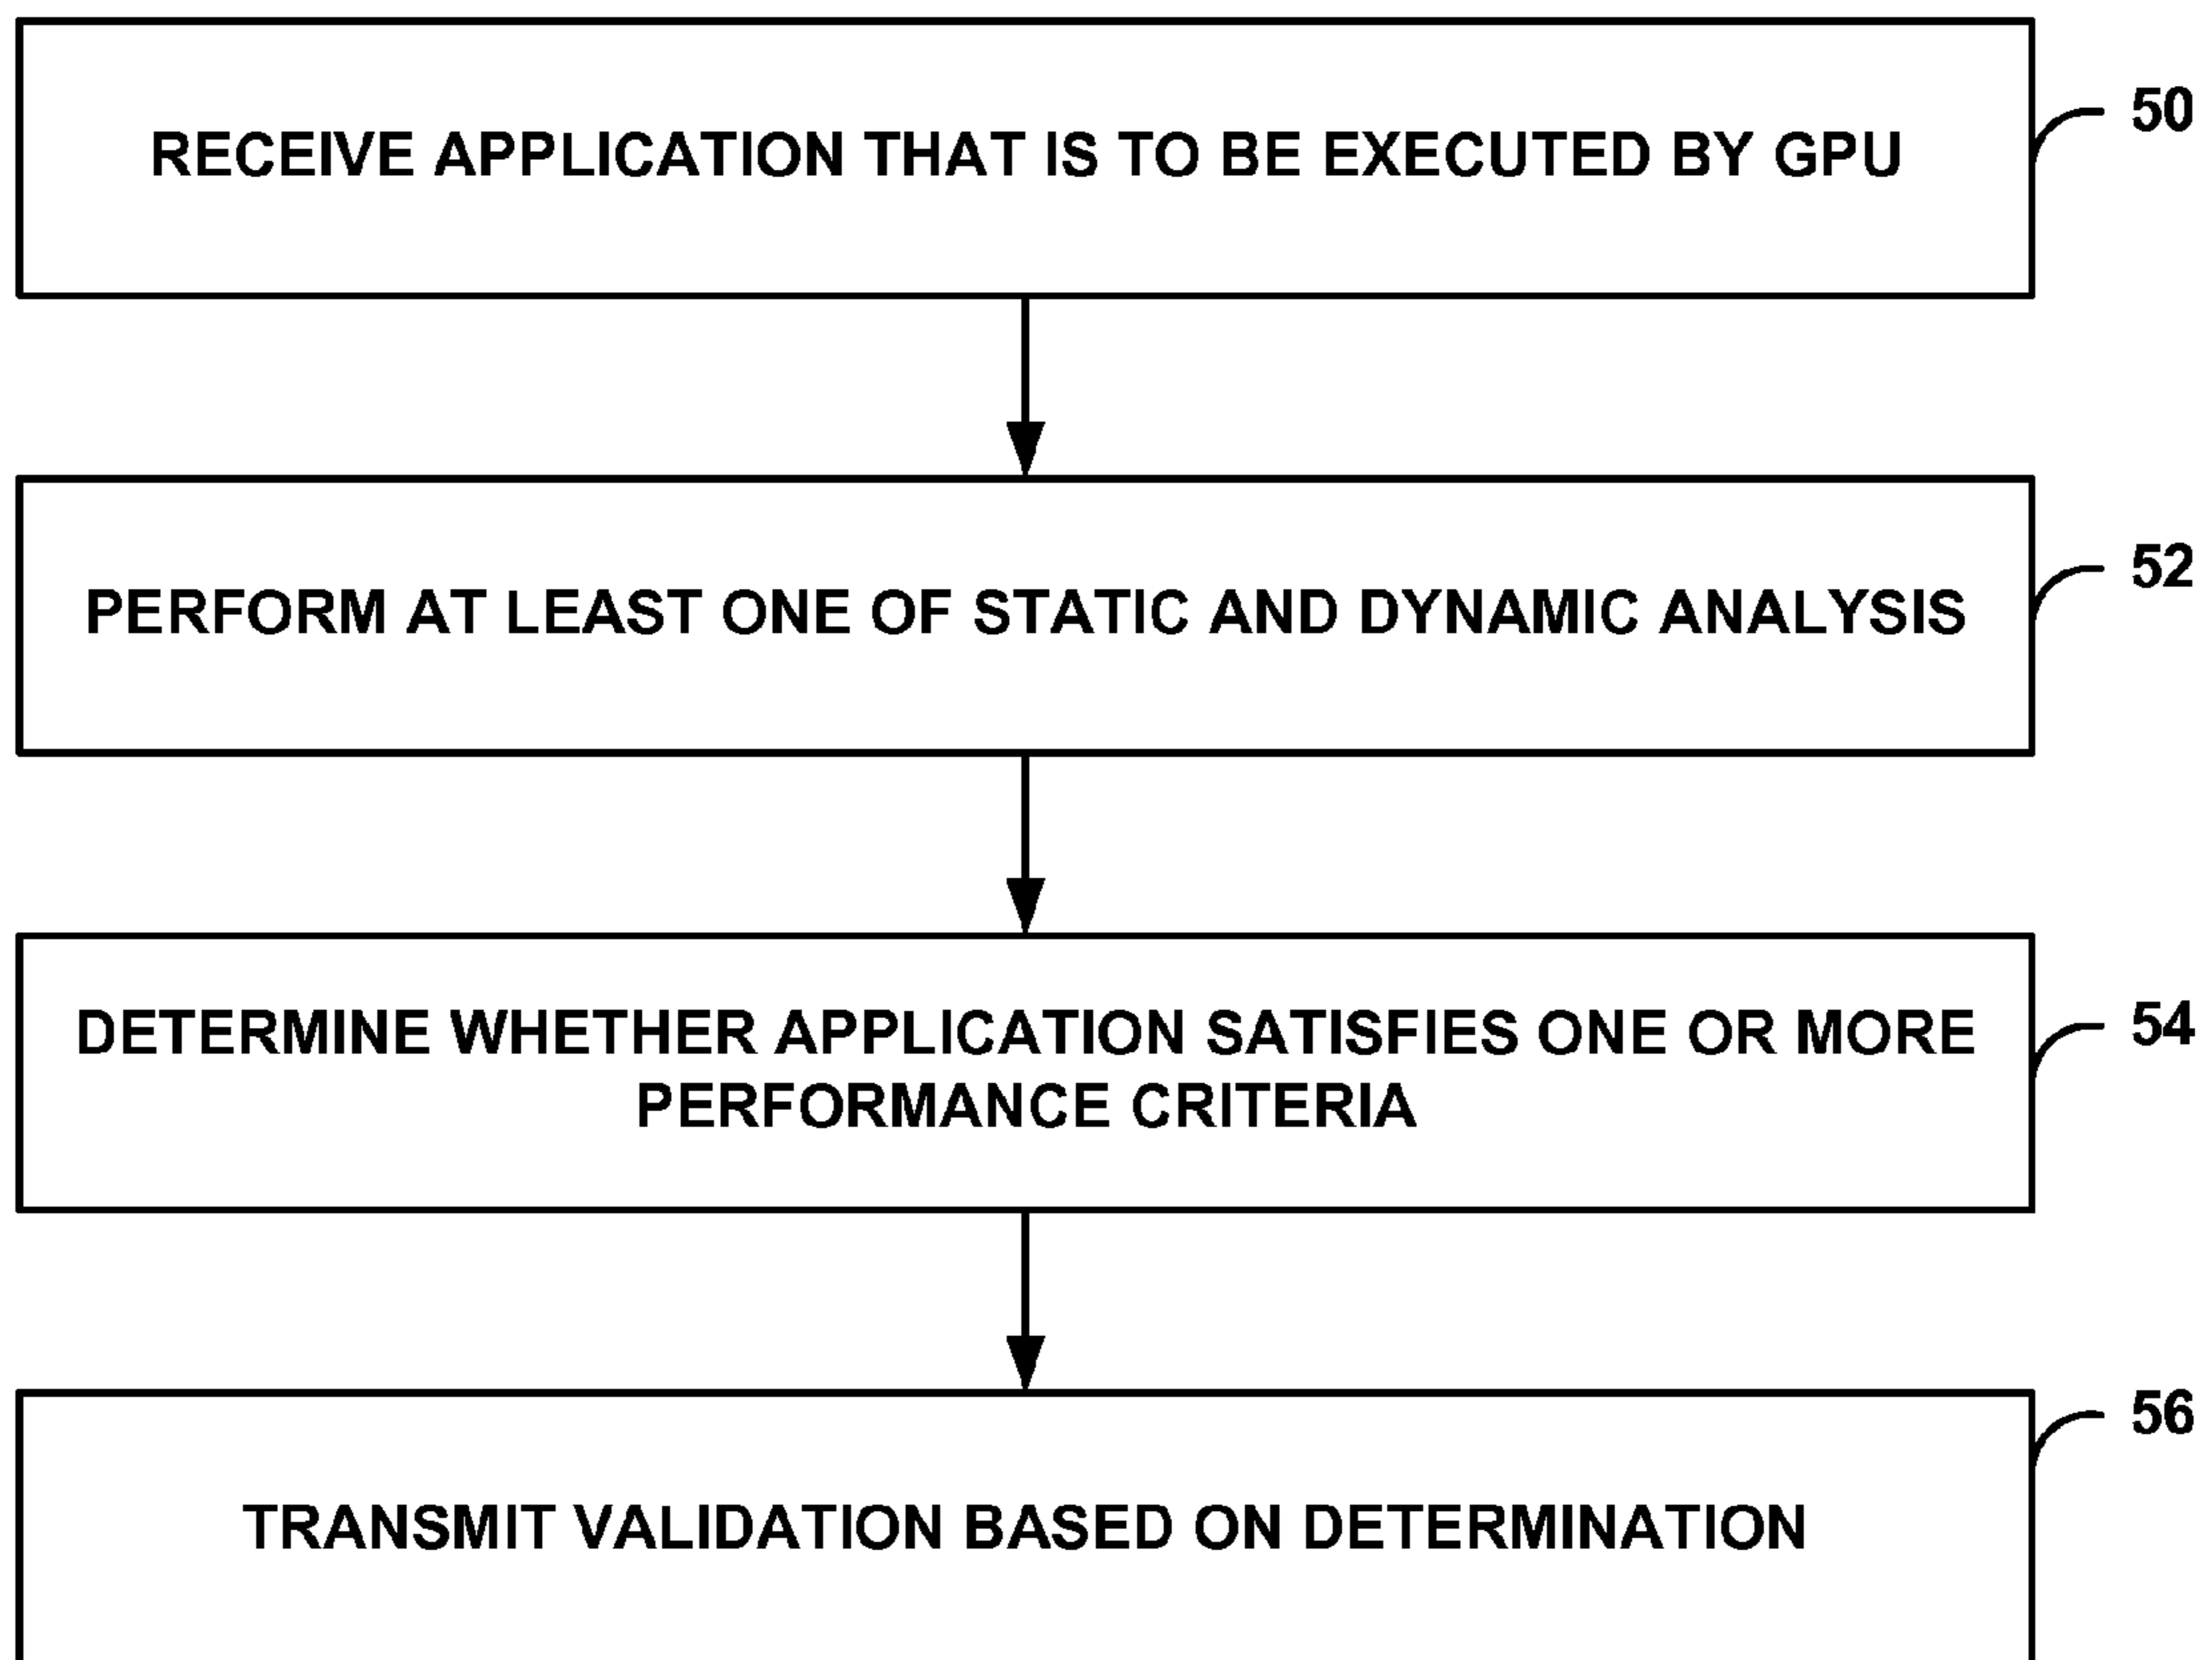 RECEIVE APPLICATION THAT IS TO BE EXECUTED BY GPU
50
PERFORM AT LEAST ONE OF STATIC AND DYNAMIC ANALYSIS
52
DETERMINE WHETHER APPLICATION SATISFIES ONE OR MORE
PERFORMANCE CRITERIA
54
TRANSMIT VALIDATION BASED ON DETERMINATION
56